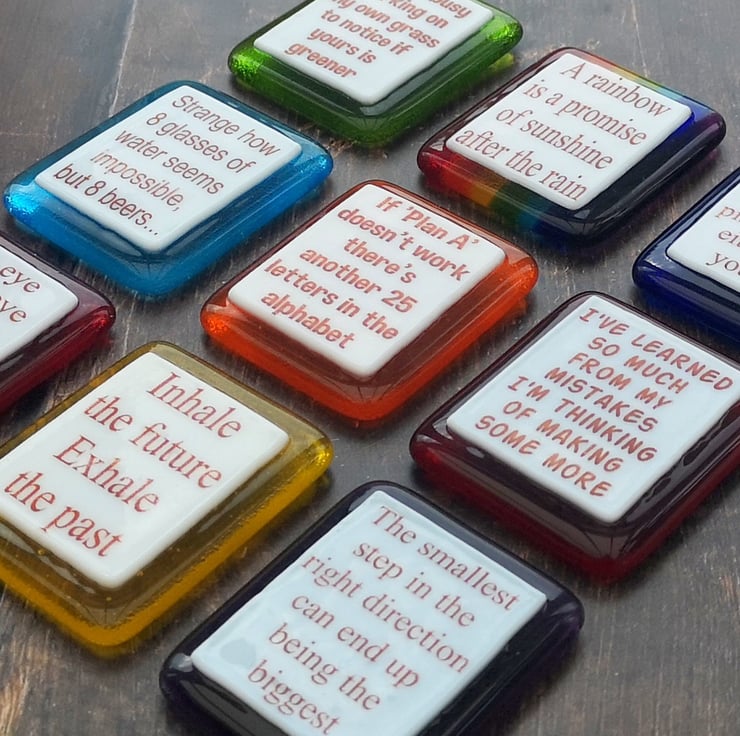 king on
own grass
to notice if
yours is
greener
A rainbow
is a promise
of sunshine
after the rain
Strange how
8 glasses of
water seems
impossible,
but 8 beers...
If 'Plan A'
doesn't work
there's
another 25
letters in the
alphabet
eye
I'VE LEARNED
SO MUCH
FROM MY
MISTAKES
I'M THINKING
OF MAKING
SOME MORE
Inhale
the future
Exhale
the past
The smallest
step in the
right direction
can end up
being the
biggest